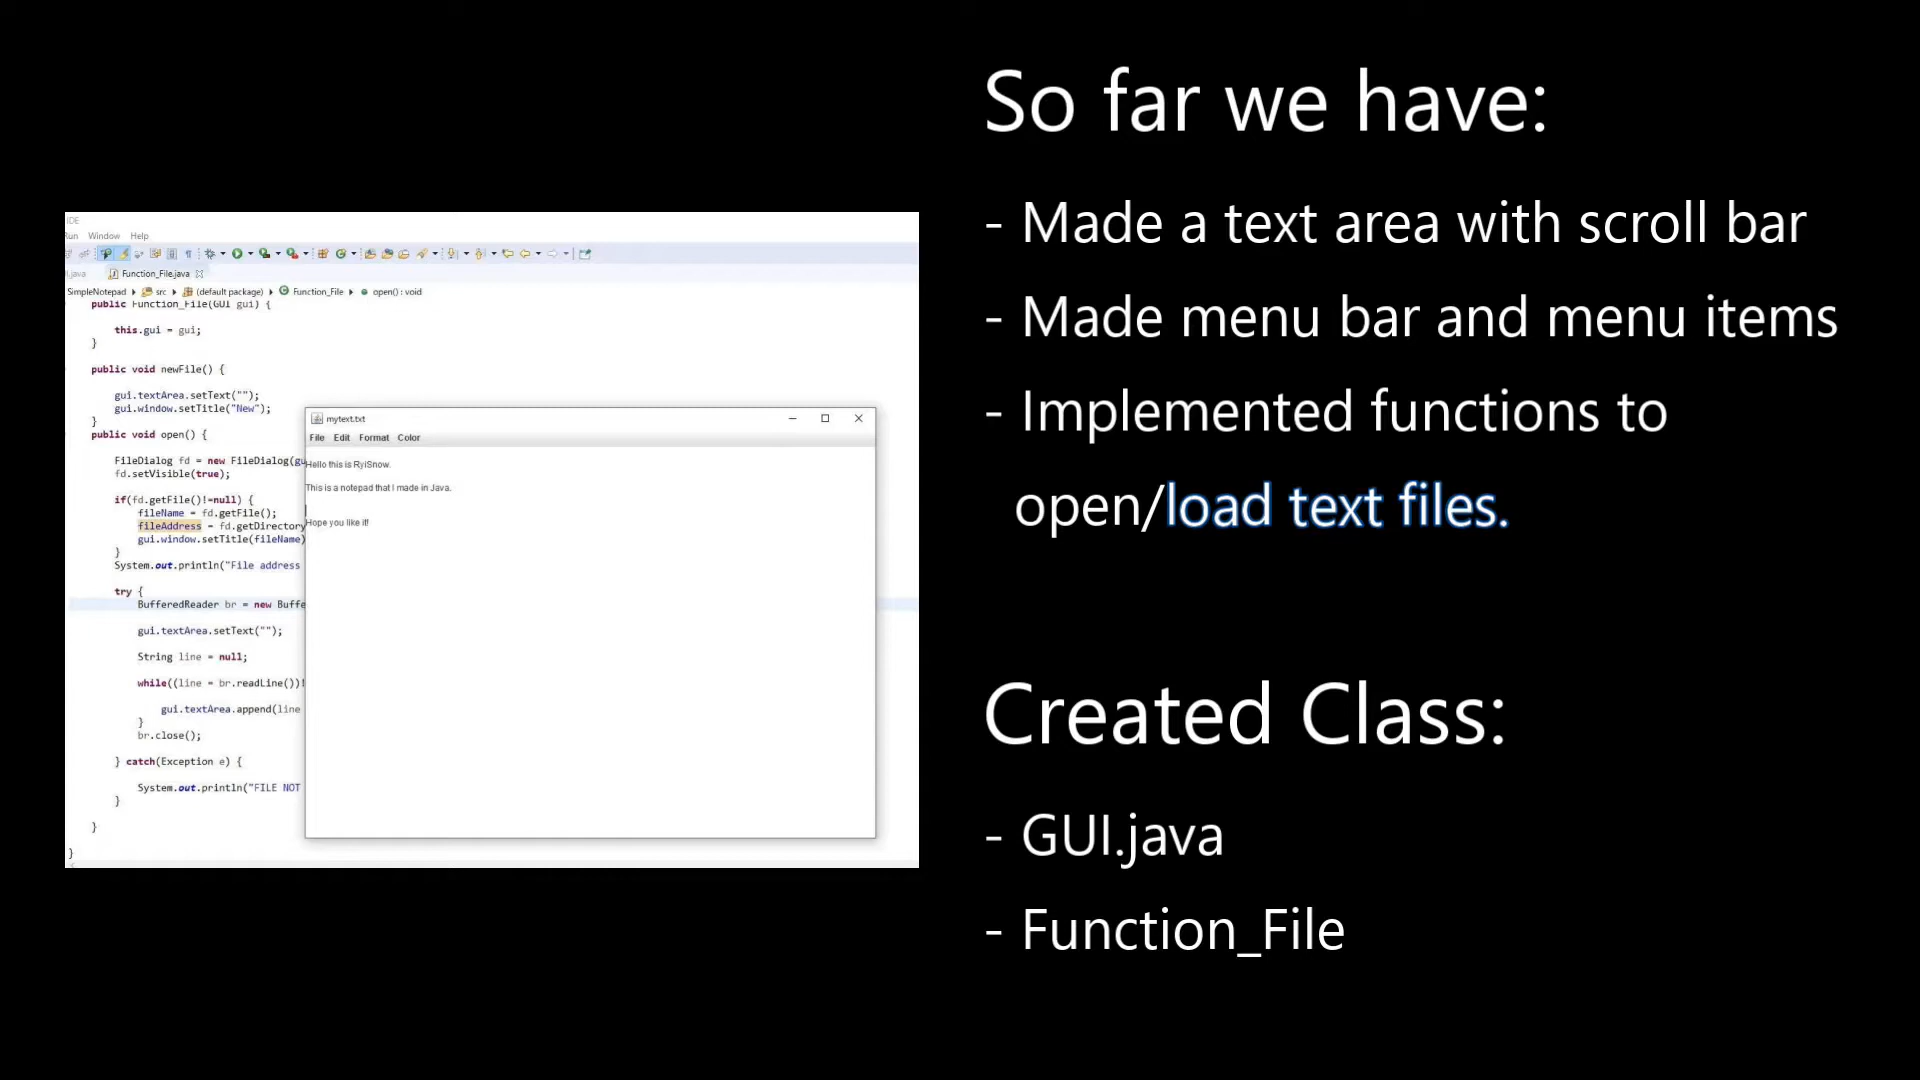 IDE
Run Window Help
Function_File.java
SimpleNotepad src (default package) Function_File open() : void
public Function_File(GUI gui) {
this.gui = gui;
}
public void newFile() {
gui.textArea.setText("");
gui.window.setTitle("New");
}
public void open() {
FileDialog fd = new FileDialog(gu
fd.setVisible(true);
if(fd.getFile()!=null) {
fileName = fd.getFile();
fileAddress = fd.getDirectory
gui.window.setTitle(fileName)
}
System.out.println("File address
try {
BufferedReader br = new Buffe
gui.textArea.setText("");
String line = null;
while((line = br.readLine())!
gui.textArea.append(line
}
br.close();
} catch(Exception e) {
System.out.println("FILE NOT
}
}
}
mytext.txt
File Edit Format Color
Hello this is RyiSnow.
This is a notepad that I made in Java.
Hope you like it!
So far we have:
- Made a text area with scroll bar
- Made menu bar and menu items
- Implemented functions to
open/load text files.
Created Class:
- GUI.java
- Function_File